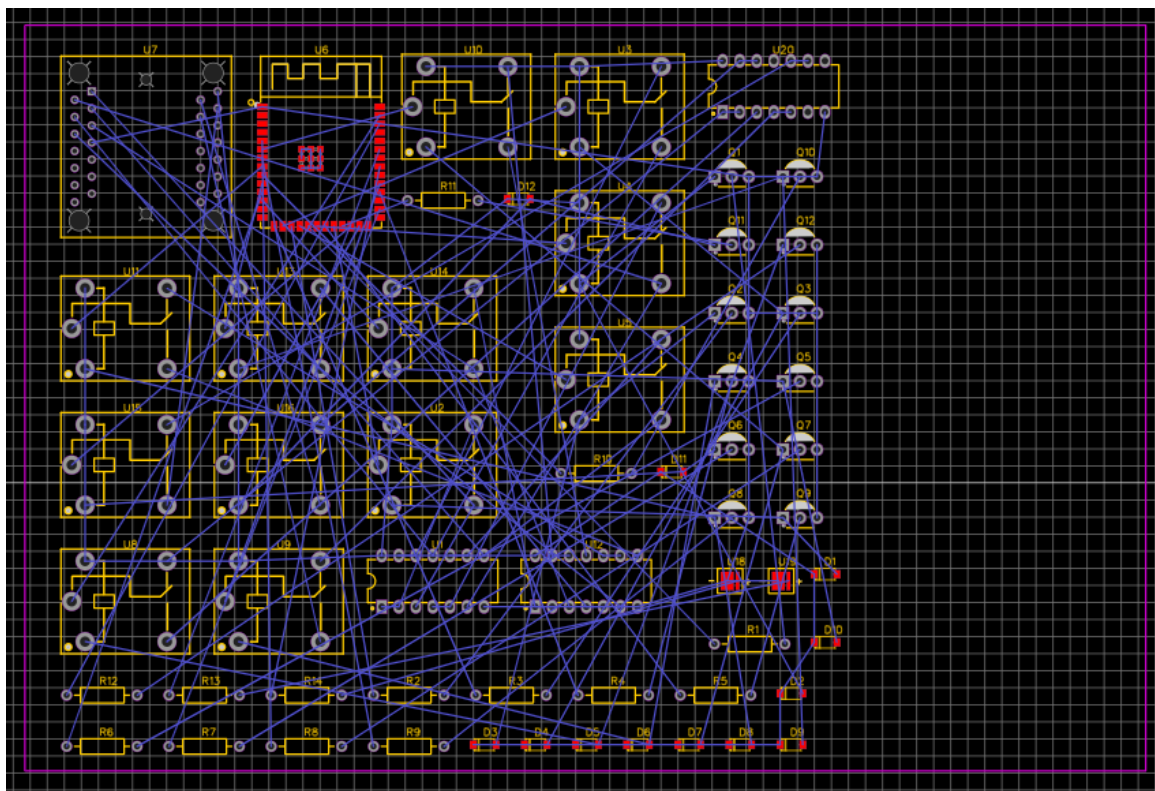 U7 U6 U10 U3 U20
Q1 Q10
R11 D12 U4
Q11 Q12
U11 U13 U14
Q2 Q3
U5
Q4 Q5
U15 U16 U2
Q6 Q7
R10 D11
Q8 Q9
U8 U9 U1 U12
U18 U19 D1
R1 D10
R12 R13 R14 R2 R3 R4 R5 D2
R6 R7 R8 R9 D3 D4 D5 D6 D7 D8 D9